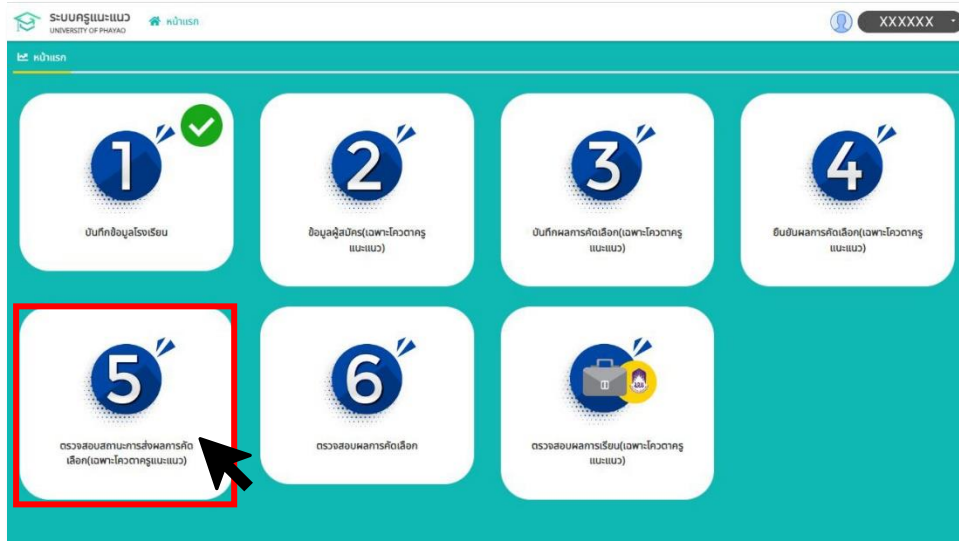 ระบบครูแนะแนว
UNIVERSITY OF PHAYAO
หน้าแรก
XXXXXX
หน้าแรก
1
บันทึกข้อมูลโรงเรียน
2
ข้อมูลผู้สมัคร(เฉพาะโควตาครู
แนะแนว)
3
บันทึกผลการคัดเลือก(เฉพาะโควตาครู
แนะแนว)
4
ยืนยันผลการคัดเลือก(เฉพาะโควตาครู
แนะแนว)
5
ตรวจสอบสถานะการส่งผลการคัด
เลือก(เฉพาะโควตาครูแนะแนว)
6
ตรวจสอบผลการคัดเลือก
ตรวจสอบผลการเรียน(เฉพาะโควตาครู
แนะแนว)